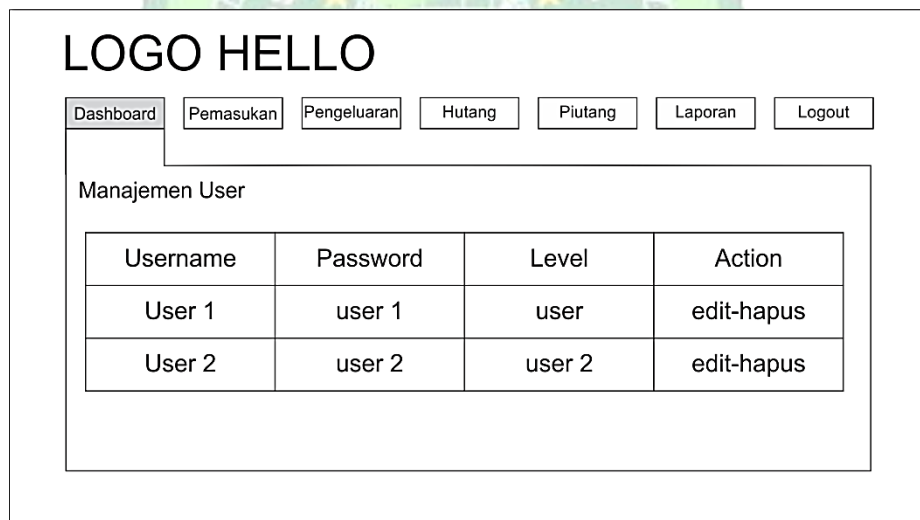 LOGO HELLO
Dashboard Pemasukan Pengeluaran Hutang Piutang Laporan Logout
Manajemen User
Username Password Level Action
User 1 user 1 user edit-hapus
User 2 user 2 user 2 edit-hapus